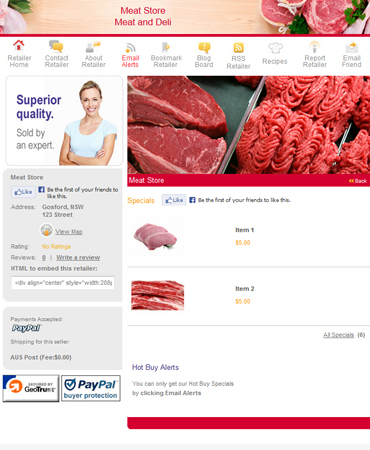 Meat Store
Meat and Deli
Retailer Home
Contact Retailer
About Retailer
Email Alerts
Bookmark Retailer
Blog Board
RSS Retailer
Recipes
Report Retailer
Email Friend
Superior
quality.
Sold by
an expert.
Meat Store
<< Back
Meat Store
Like
Be the first of your friends to
like this.
Address: Gosford, NSW
123 Street
View Map
Rating: No Ratings
Reviews: 0 | Write a review
HTML to embed this retailer:
<div align="center" style="width:208p
Specials
Like
Be the first of your friends to like this.
Item 1
$5.00
Item 2
$5.00
All Specials (6)
Payments Accepted:
PayPal
Shipping for this seller
AUS Post (Fee:$0.00)
SECURED BY
GeoTrust
PayPal
buyer protection
Hot Buy Alerts
You can only get our Hot Buy Specials
by clicking Email Alerts